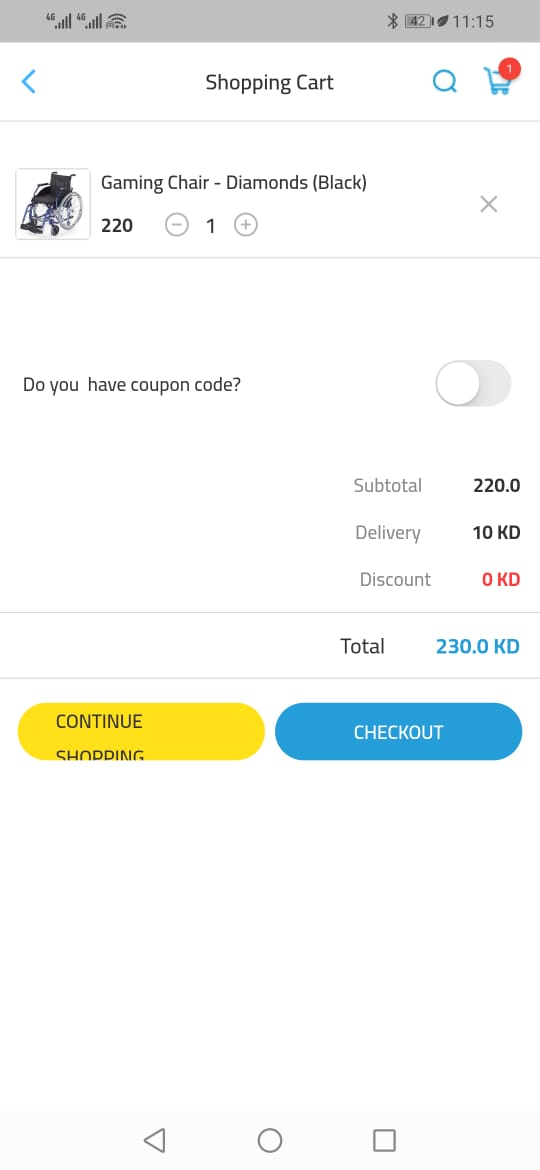 4G 4G 42 11:15
Shopping Cart
1
Gaming Chair - Diamonds (Black)
220 1
Do you  have coupon code?
Subtotal 220.0
Delivery 10 KD
Discount 0 KD
Total 230.0 KD
CONTINUE
SHOPPING
CHECKOUT